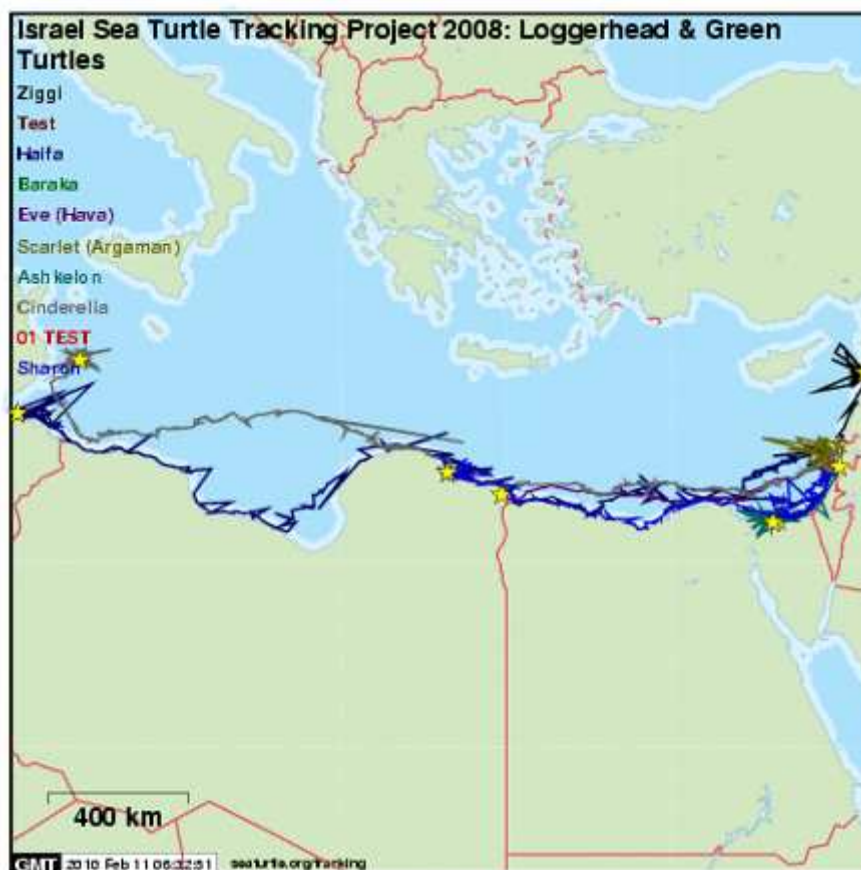 Israel Sea Turtle Tracking Project 2008: Loggerhead & Green
Turtles
Ziggi
Test
Haifa
Baraka
Eve (Hava)
Scarlet (Argaman)
Ashkelon
Cinderella
01 TEST
Sharon
400 km
GMT 2010 Feb 11 06:32:51 seaturtle.org/tracking